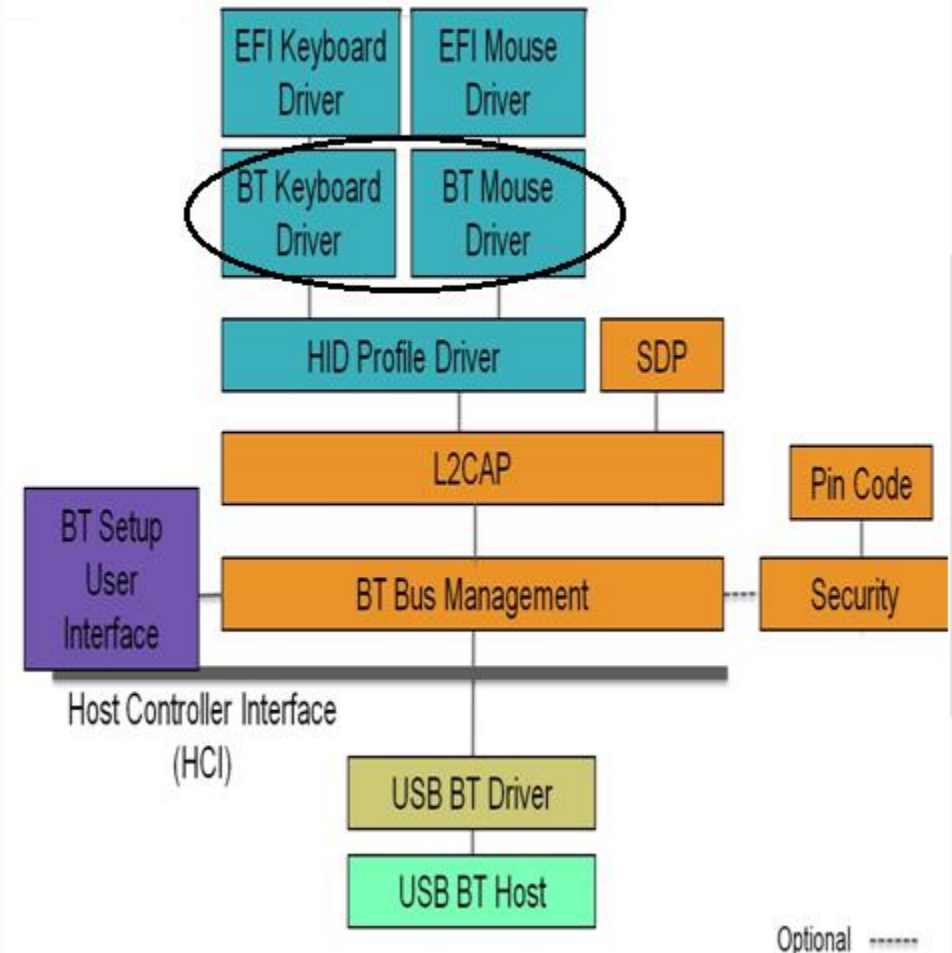 EFI Keyboard
Driver
EFI Mouse
Driver
BT Keyboard
Driver
BT Mouse
Driver
HID Profile Driver
SDP
L2CAP
Pin Code
BT Setup
User
Interface
BT Bus Management
Security
Host Controller Interface
(HCI)
USB BT Driver
USB BT Host
Optional ------